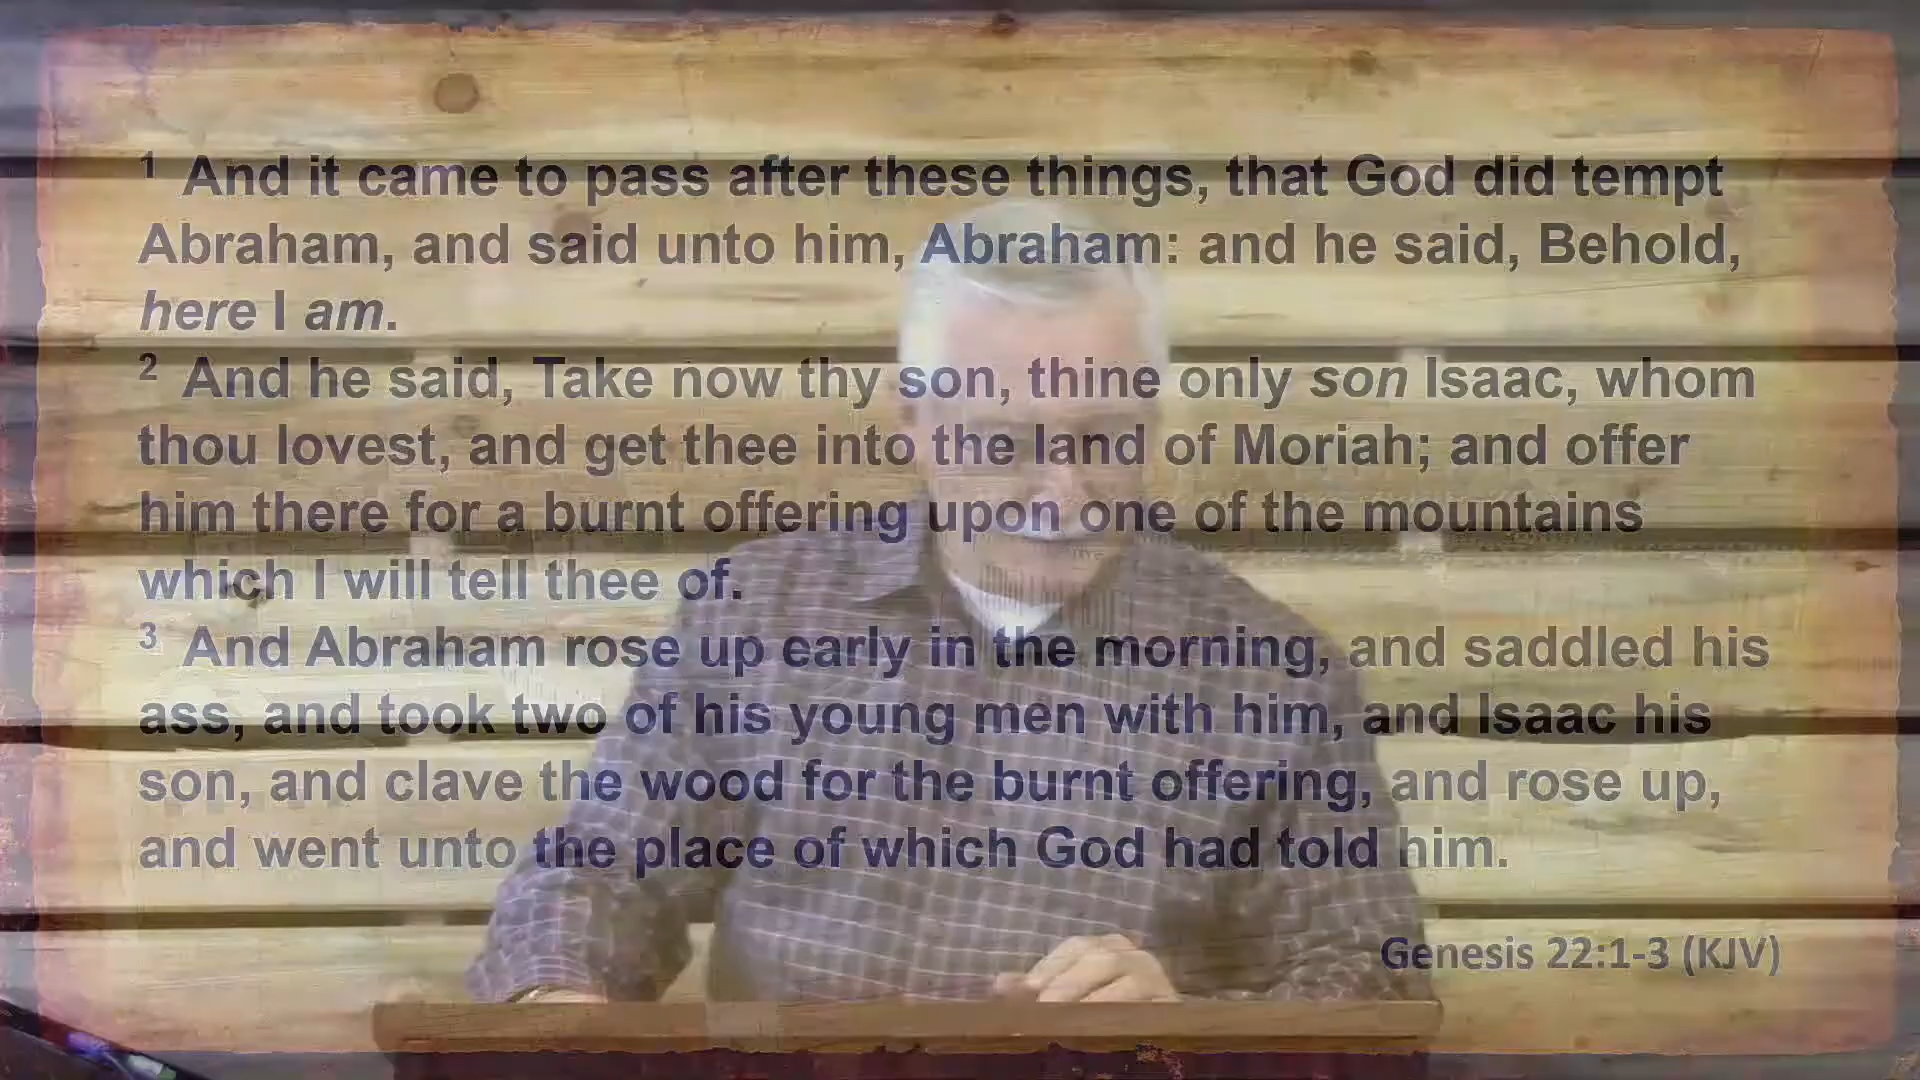 1 And it came to pass after these things, that God did tempt
Abraham, and said unto him, Abraham: and he said, Behold,
here I am.
2 And he said, Take now thy son, thine only son Isaac, whom
thou lovest, and get thee into the land of Moriah; and offer
him there for a burnt offering upon one of the mountains
which I will tell thee of.
3 And Abraham rose up early in the morning, and saddled his
ass, and took two of his young men with him, and Isaac his
son, and clave the wood for the burnt offering, and rose up,
and went unto the place of which God had told him.
Genesis 22:1-3 (KJV)